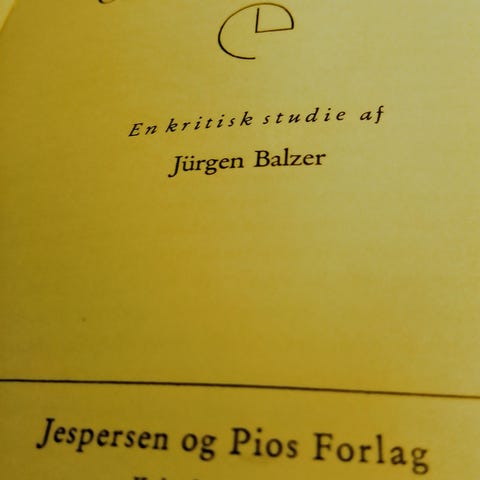 En kritisk studie af
Jürgen Balzer
Jespersen og Pios Forlag